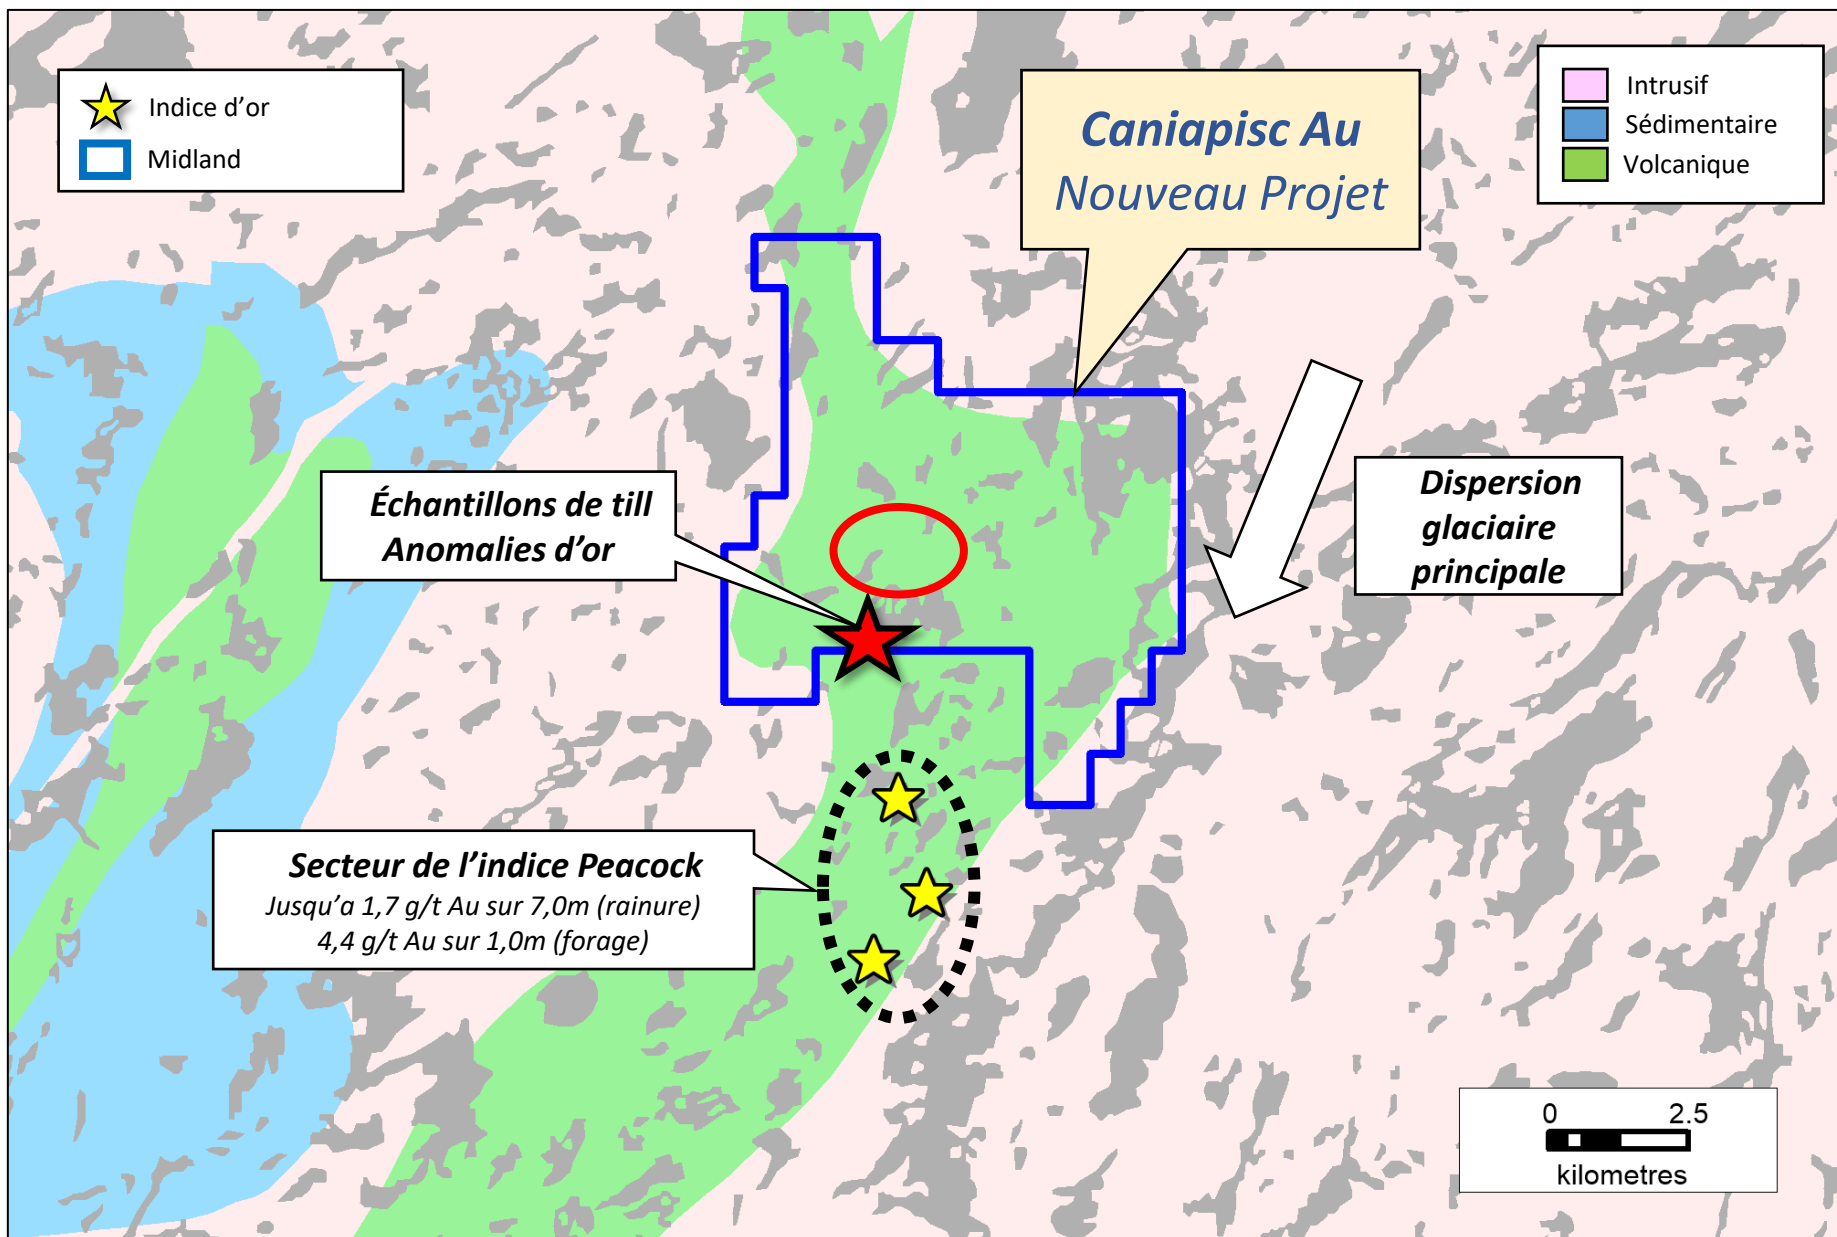 Indice d'or
Midland
Caniapisc Au
Nouveau Projet
Intrusif
Sédimentaire
Volcanique
Échantillons de till
Anomalies d'or
Dispersion
glaciaire
principale
Secteur de l'indice Peacock
Jusqu'a 1,7 g/t Au sur 7,0m (rainure)
4,4 g/t Au sur 1,0m (forage)
0 2.5
kilometres